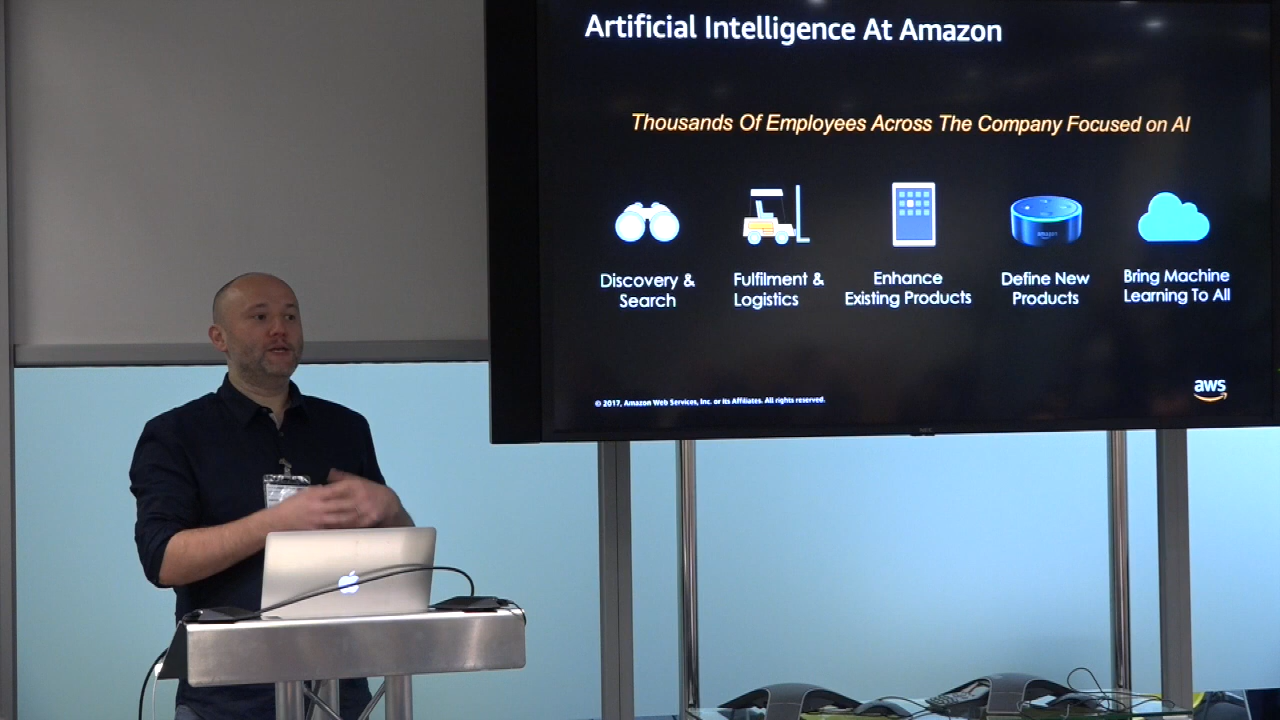 Artificial Intelligence At Amazon
Thousands Of Employees Across The Company Focused on AI
Discovery &
Search
Fulfilment &
Logistics
Enhance
Existing Products
amazon
Define New
Products
Bring Machine
Learning To All
aws
© 2017, Amazon Web Services, Inc. or its Affiliates. All rights reserved.
NEC